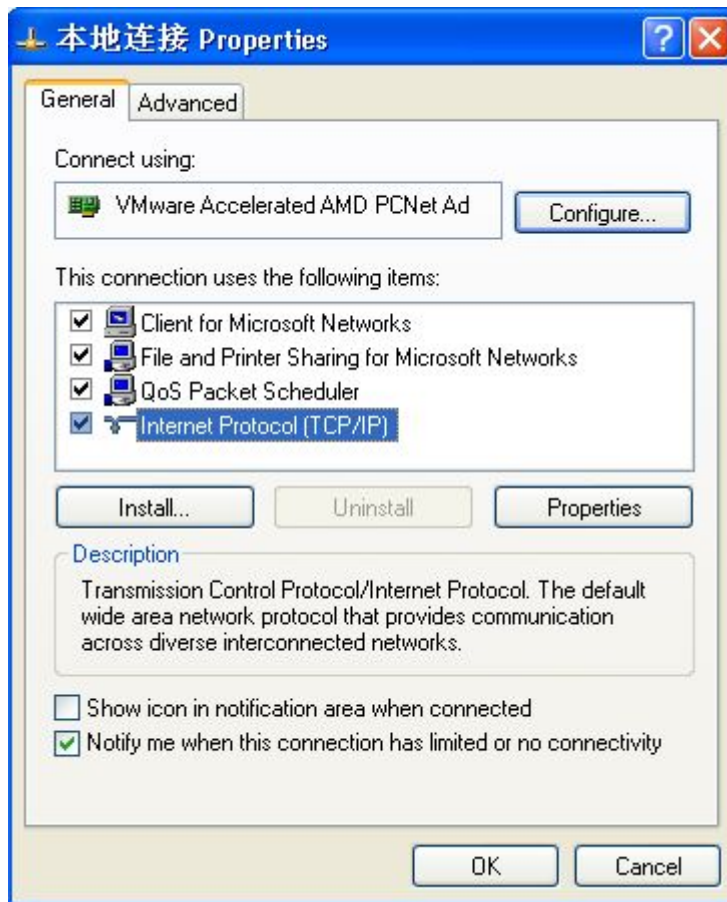 本地连接 Properties
General Advanced
Connect using:
VMware Accelerated AMD PCNet Ad Configure...
This connection uses the following items:
Client for Microsoft Networks
File and Printer Sharing for Microsoft Networks
QoS Packet Scheduler
Internet Protocol (TCP/IP)
Install... Uninstall Properties
Description
Transmission Control Protocol/Internet Protocol. The default
wide area network protocol that provides communication
across diverse interconnected networks.
Show icon in notification area when connected
Notify me when this connection has limited or no connectivity
OK Cancel